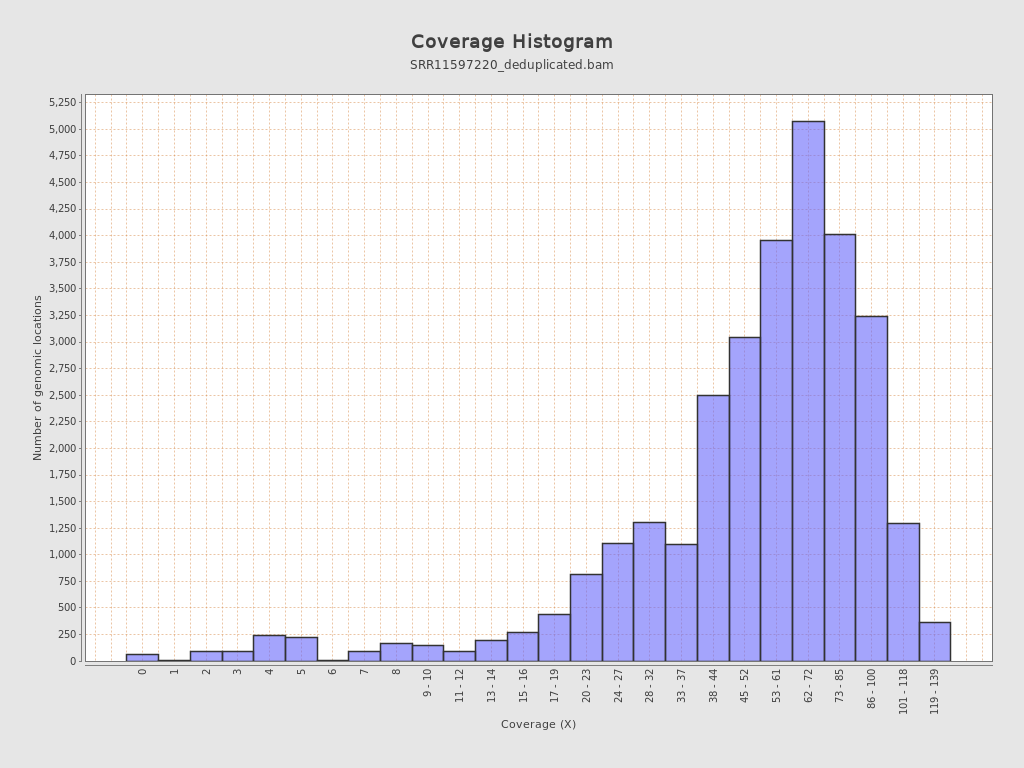 Coverage Histogram
SRR11597220_deduplicated.bam
Number of genomic locations
5,250
5,000
4,750
4,500
4,250
4,000
3,750
3,500
3,250
3,000
2,750
2,500
2,250
2,000
1,750
1,500
1,250
1,000
750
500
250
0
0
1
2
3
4
5
6
7
8
9 - 10
11 - 12
13 - 14
15 - 16
17 - 19
20 - 23
24 - 27
28 - 32
33 - 37
38 - 44
45 - 52
53 - 61
62 - 72
73 - 85
86 - 100
101 - 118
119 - 139
Coverage (X)